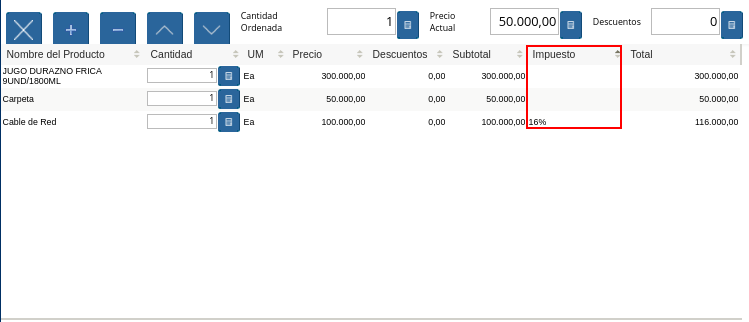 Cantidad Ordenada 1 Precio Actual 50.000,00 Descuentos 0
Nombre del Producto Cantidad UM Precio Descuentos Subtotal Impuesto Total
JUGO DURAZNO FRICA
9UND/1800ML 1 Ea 300.000,00 0,00 300.000,00 300.000,00
Carpeta 1 Ea 50.000,00 0,00 50.000,00 50.000,00
Cable de Red 1 Ea 100.000,00 0,00 100.000,00 16% 116.000,00